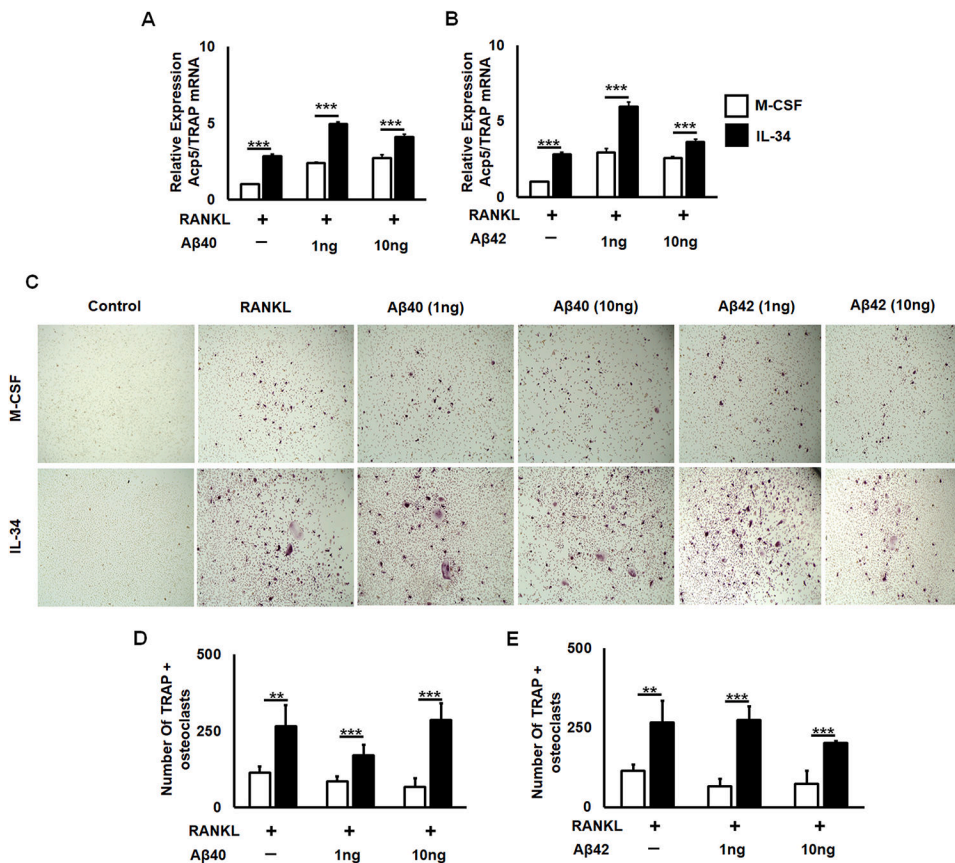 A
B
Relative Expression
Acp5/TRAP mRNA
10
5
0
***
***
***
RANKL + + +
Aβ40 – 1ng 10ng
Relative Expression
Acp5/TRAP mRNA
10
5
0
***
***
***
RANKL + + +
Aβ42 – 1ng 10ng
M-CSF
IL-34
C
Control RANKL Aβ40 (1ng) Aβ40 (10ng) Aβ42 (1ng) Aβ42 (10ng)
M-CSF
IL-34
D
E
Number Of TRAP +
osteoclasts
500
250
0
**
***
***
RANKL + + +
Aβ40 – 1ng 10ng
Number Of TRAP +
osteoclasts
500
250
0
**
***
***
RANKL + + +
Aβ42 – 1ng 10ng